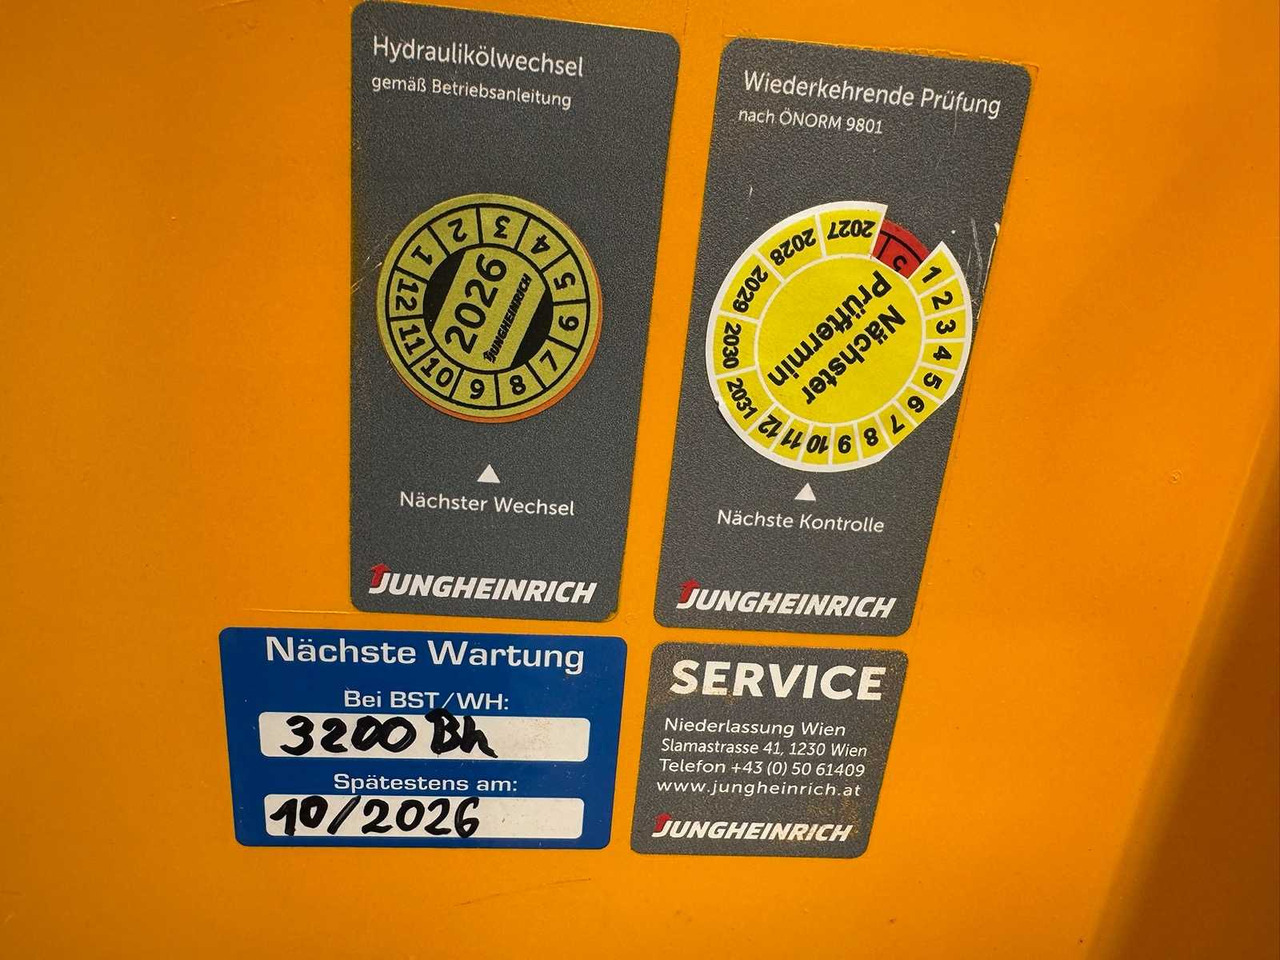 Hydraulikölwechsel
gemäß Betriebsanleitung
1 2 3 4 5 6 7 8 9 10 11 12
2026
JUNGHEINRICH
Nächster Wechsel
JUNGHEINRICH
Wiederkehrende Prüfung
nach ÖNORM 9801
2027 2028 2029 2030 2031
1 2 3 4 5 6 7 8 9 10 11 12
Nächster
Prüftermin
Nächste Kontrolle
JUNGHEINRICH
Nächste Wartung
Bei BST/WH:
3200 Bh
Spätestens am:
10/2026
SERVICE
Niederlassung Wien
Slamastrasse 41, 1230 Wien
Telefon +43 (0) 50 61409
www.jungheinrich.at
JUNGHEINRICH